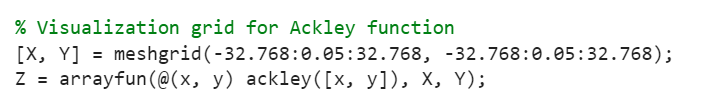 % Visualization grid for Ackley function
[X, Y] = meshgrid(-32.768:0.05:32.768, -32.768:0.05:32.768);
Z = arrayfun(@(x, y) ackley([x, y]), X, Y);